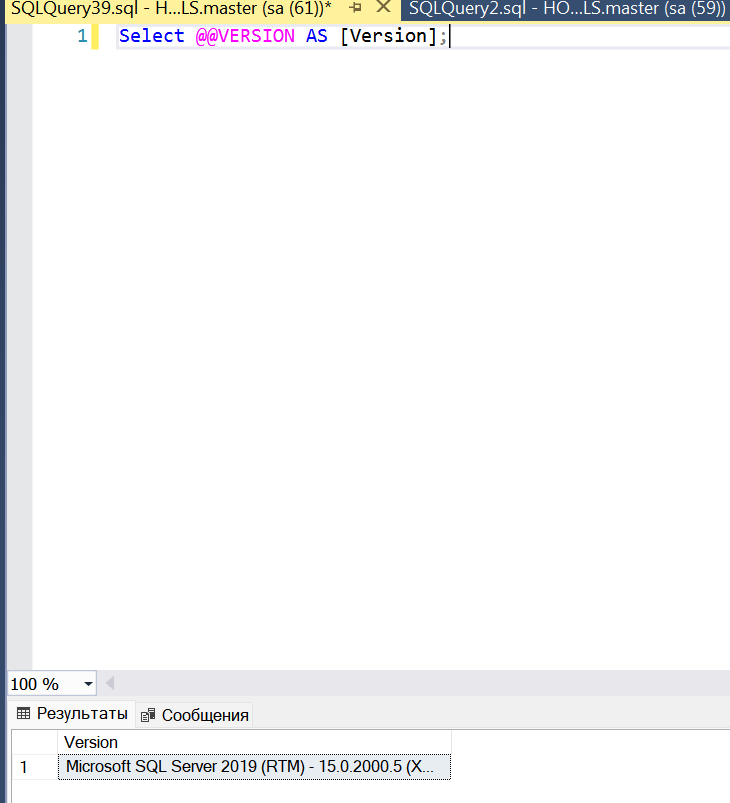 SQLQuery39.sql - H...LS.master (sa (61))* SQLQuery2.sql - HO...LS.master (sa (59))
1 Select @@VERSION AS [Version];
100 %
Результаты Сообщения
Version
1 Microsoft SQL Server 2019 (RTM) - 15.0.2000.5 (X...